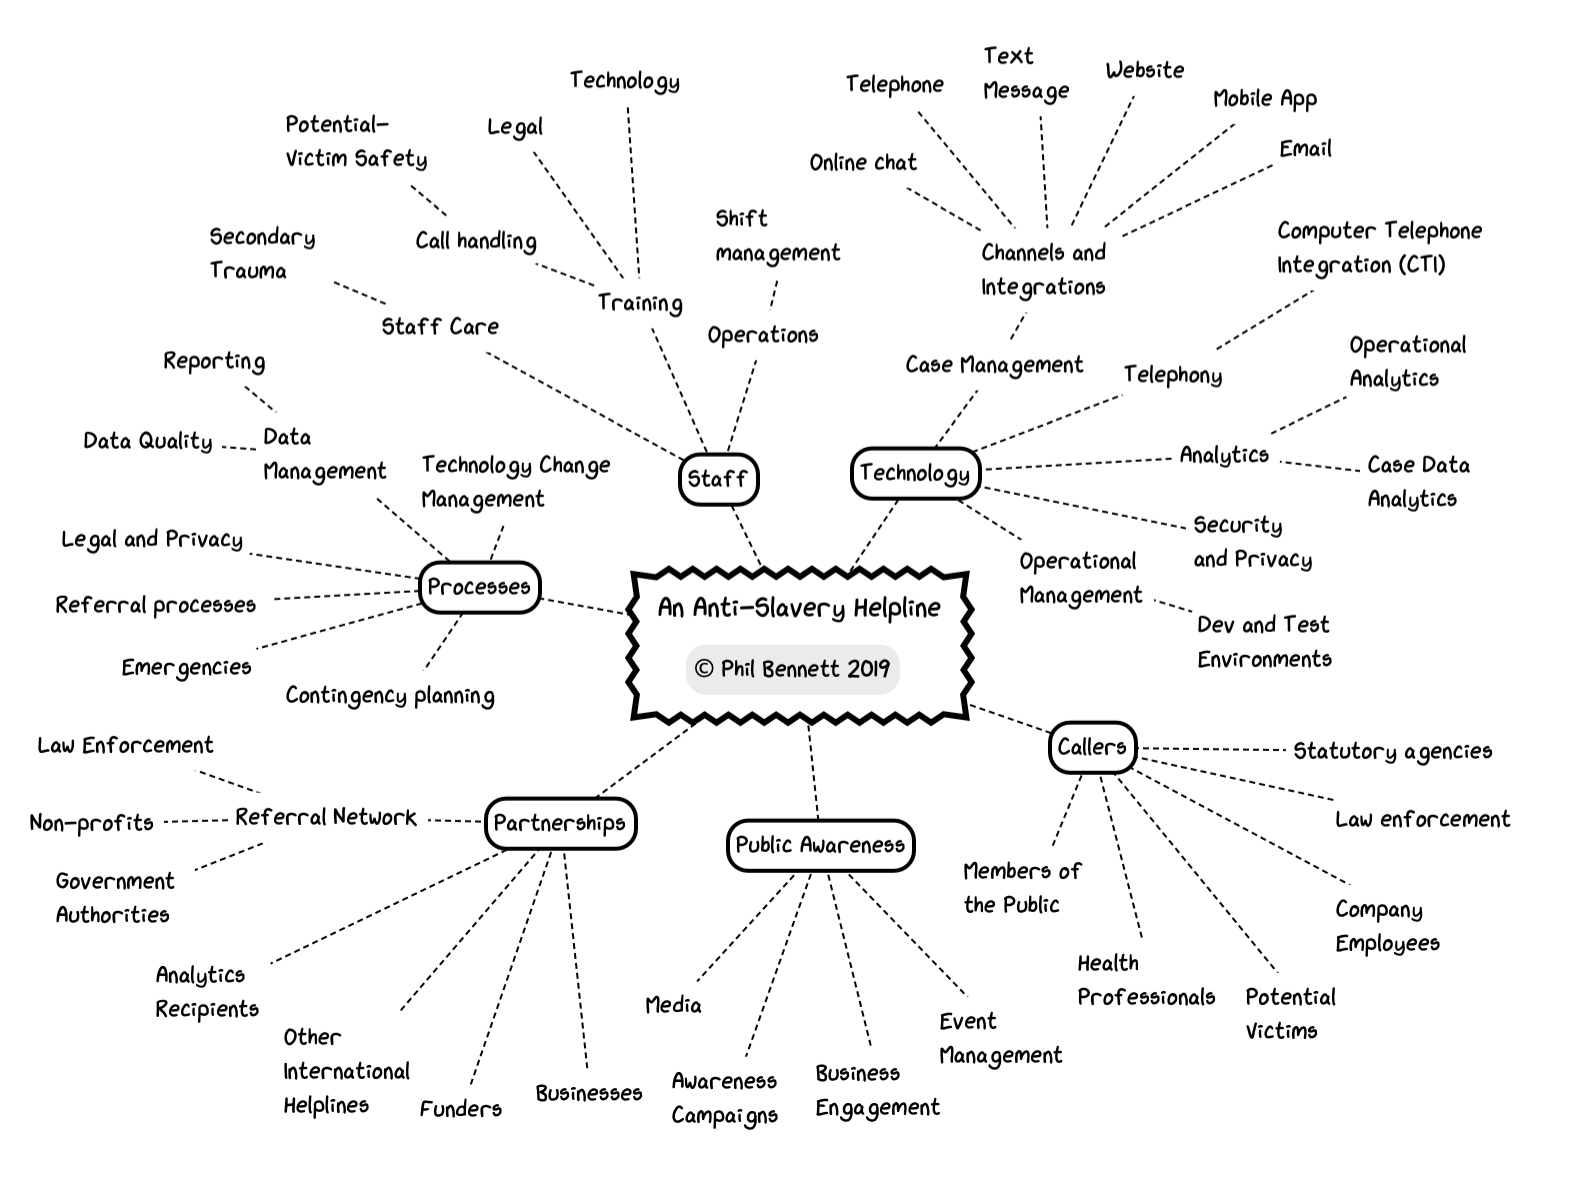 An Anti-Slavery Helpline
© Phil Bennett 2019
Staff
Staff Care
Secondary
Trauma
Training
Call handling
Potential-
Victim Safety
Legal
Technology
Operations
Shift
management
Technology
Case Management
Channels and
Integrations
Online chat
Telephone
Text
Message
Website
Mobile App
Email
Telephony
Computer Telephone
Integration (CTI)
Analytics
Operational
Analytics
Case Data
Analytics
Security
and Privacy
Operational
Management
Dev and Test
Environments
Callers
Statutory agencies
Law enforcement
Company
Employees
Potential
Victims
Health
Professionals
Members of
the Public
Public Awareness
Event
Management
Business
Engagement
Awareness
Campaigns
Media
Partnerships
Businesses
Funders
Other
International
Helplines
Analytics
Recipients
Referral Network
Government
Authorities
Non-profits
Law Enforcement
Processes
Contingency planning
Emergencies
Referral processes
Legal and Privacy
Data
Management
Data Quality
Reporting
Technology Change
Management